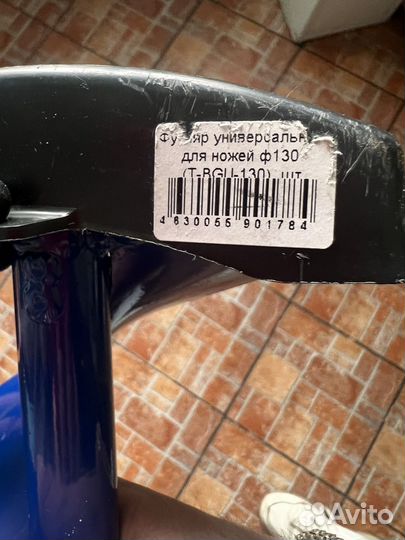 Футляр универсальн
для ножей ф130
(T-BGU-130), шт
4 630055 901784
Avito